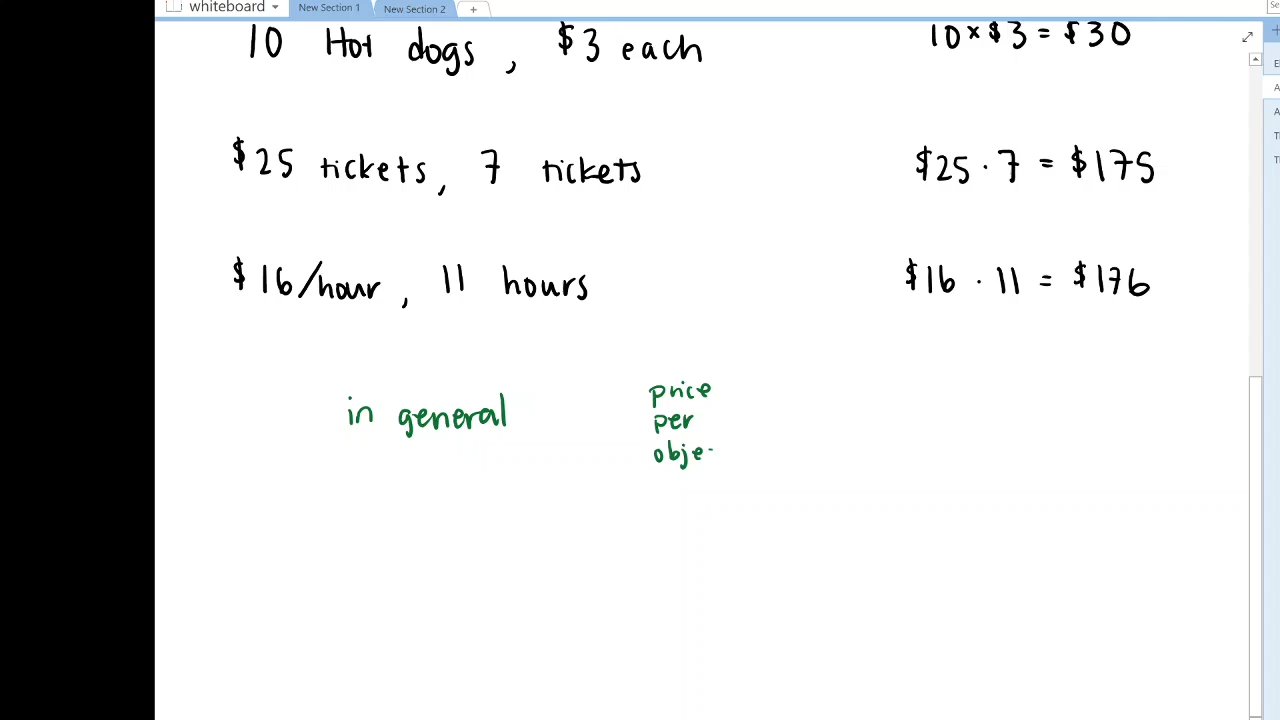 whiteboard New Section 1 New Section 2 +
10 Hot dogs, $3 each 10 × $3 = $30
$25 tickets, 7 tickets $25 · 7 = $175
$16/hour, 11 hours $16 · 11 = $176
in general
price
per
obje